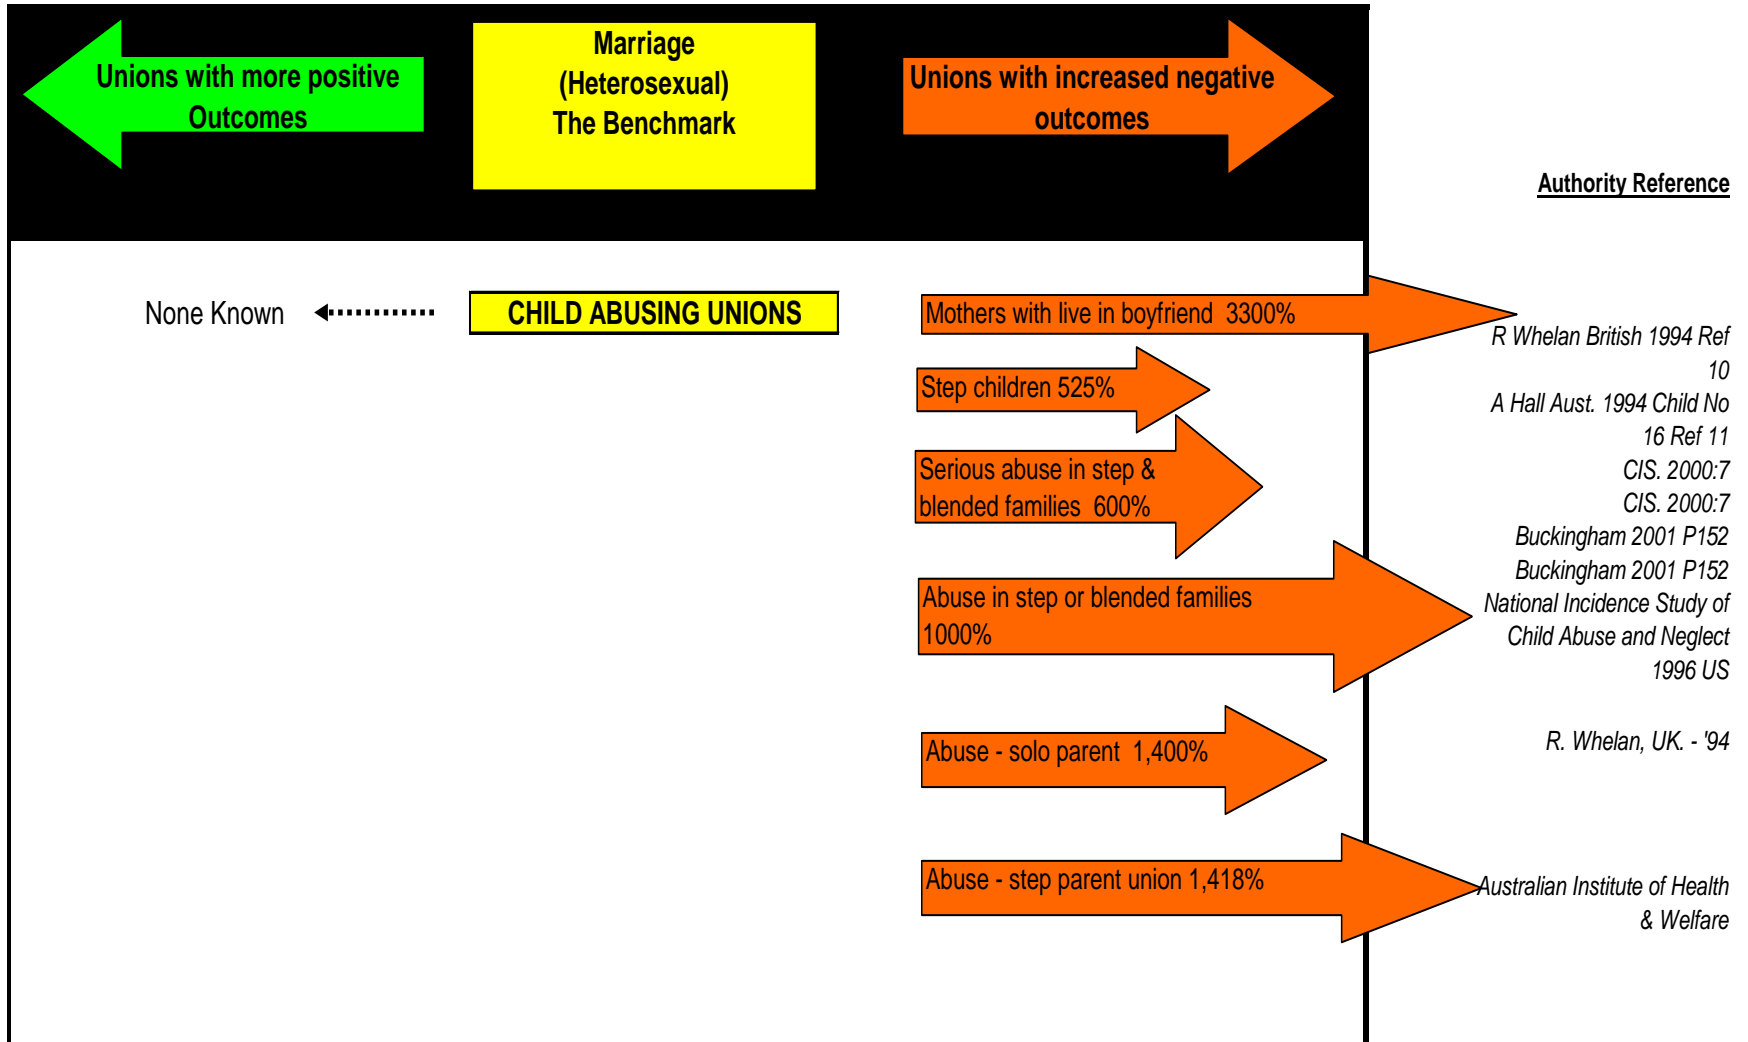 Unions with more positive
Outcomes
Marriage
(Heterosexual)
The Benchmark
Unions with increased negative
outcomes
Authority Reference
None Known
CHILD ABUSING UNIONS
Mothers with live in boyfriend 3300%
R Whelan British 1994 Ref
10
Step children 525%
A Hall Aust. 1994 Child No
16 Ref 11
Serious abuse in step &
blended families 600%
CIS. 2000:7
CIS. 2000:7
Buckingham 2001 P152
Buckingham 2001 P152
Abuse in step or blended families
1000%
National Incidence Study of
Child Abuse and Neglect
1996 US
Abuse - solo parent 1,400%
R. Whelan, UK. - '94
Abuse - step parent union 1,418%
Australian Institute of Health
& Welfare